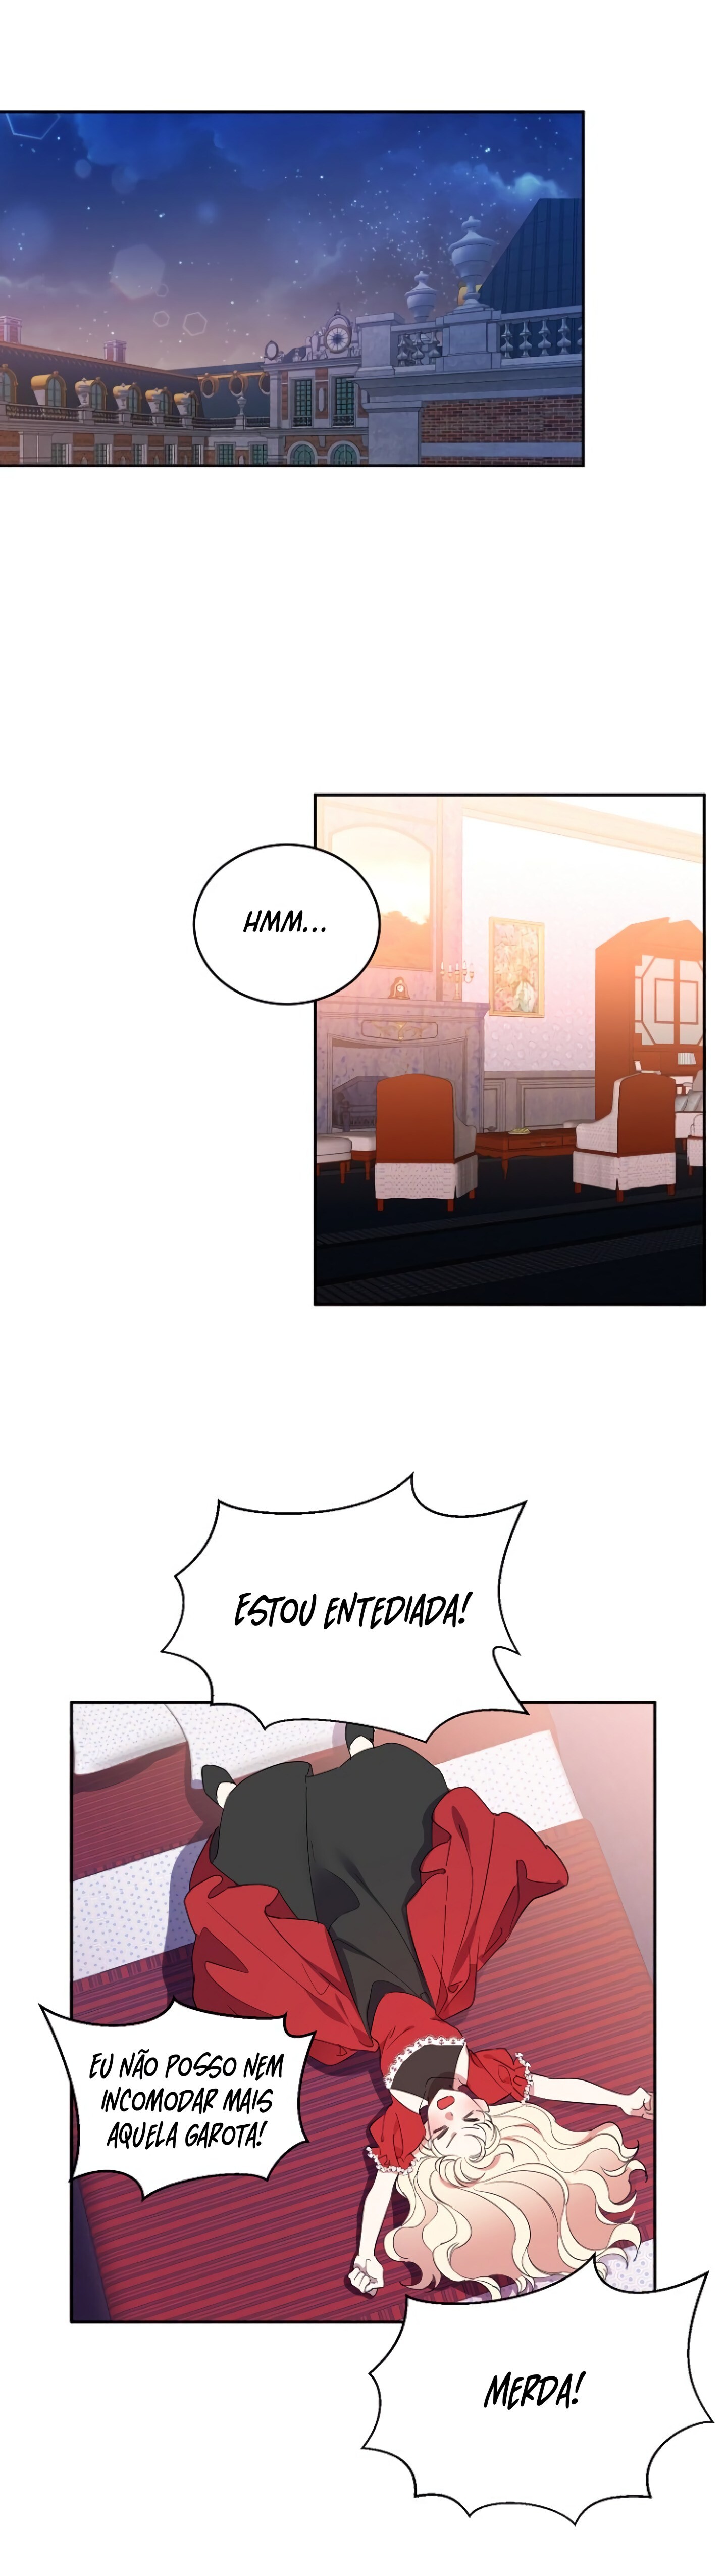 HMM...
ESTOU ENTEDIADA!
EU NÃO POSSO NEM
INCOMODAR MAIS
AQUELA GAROTA!
MERDA!